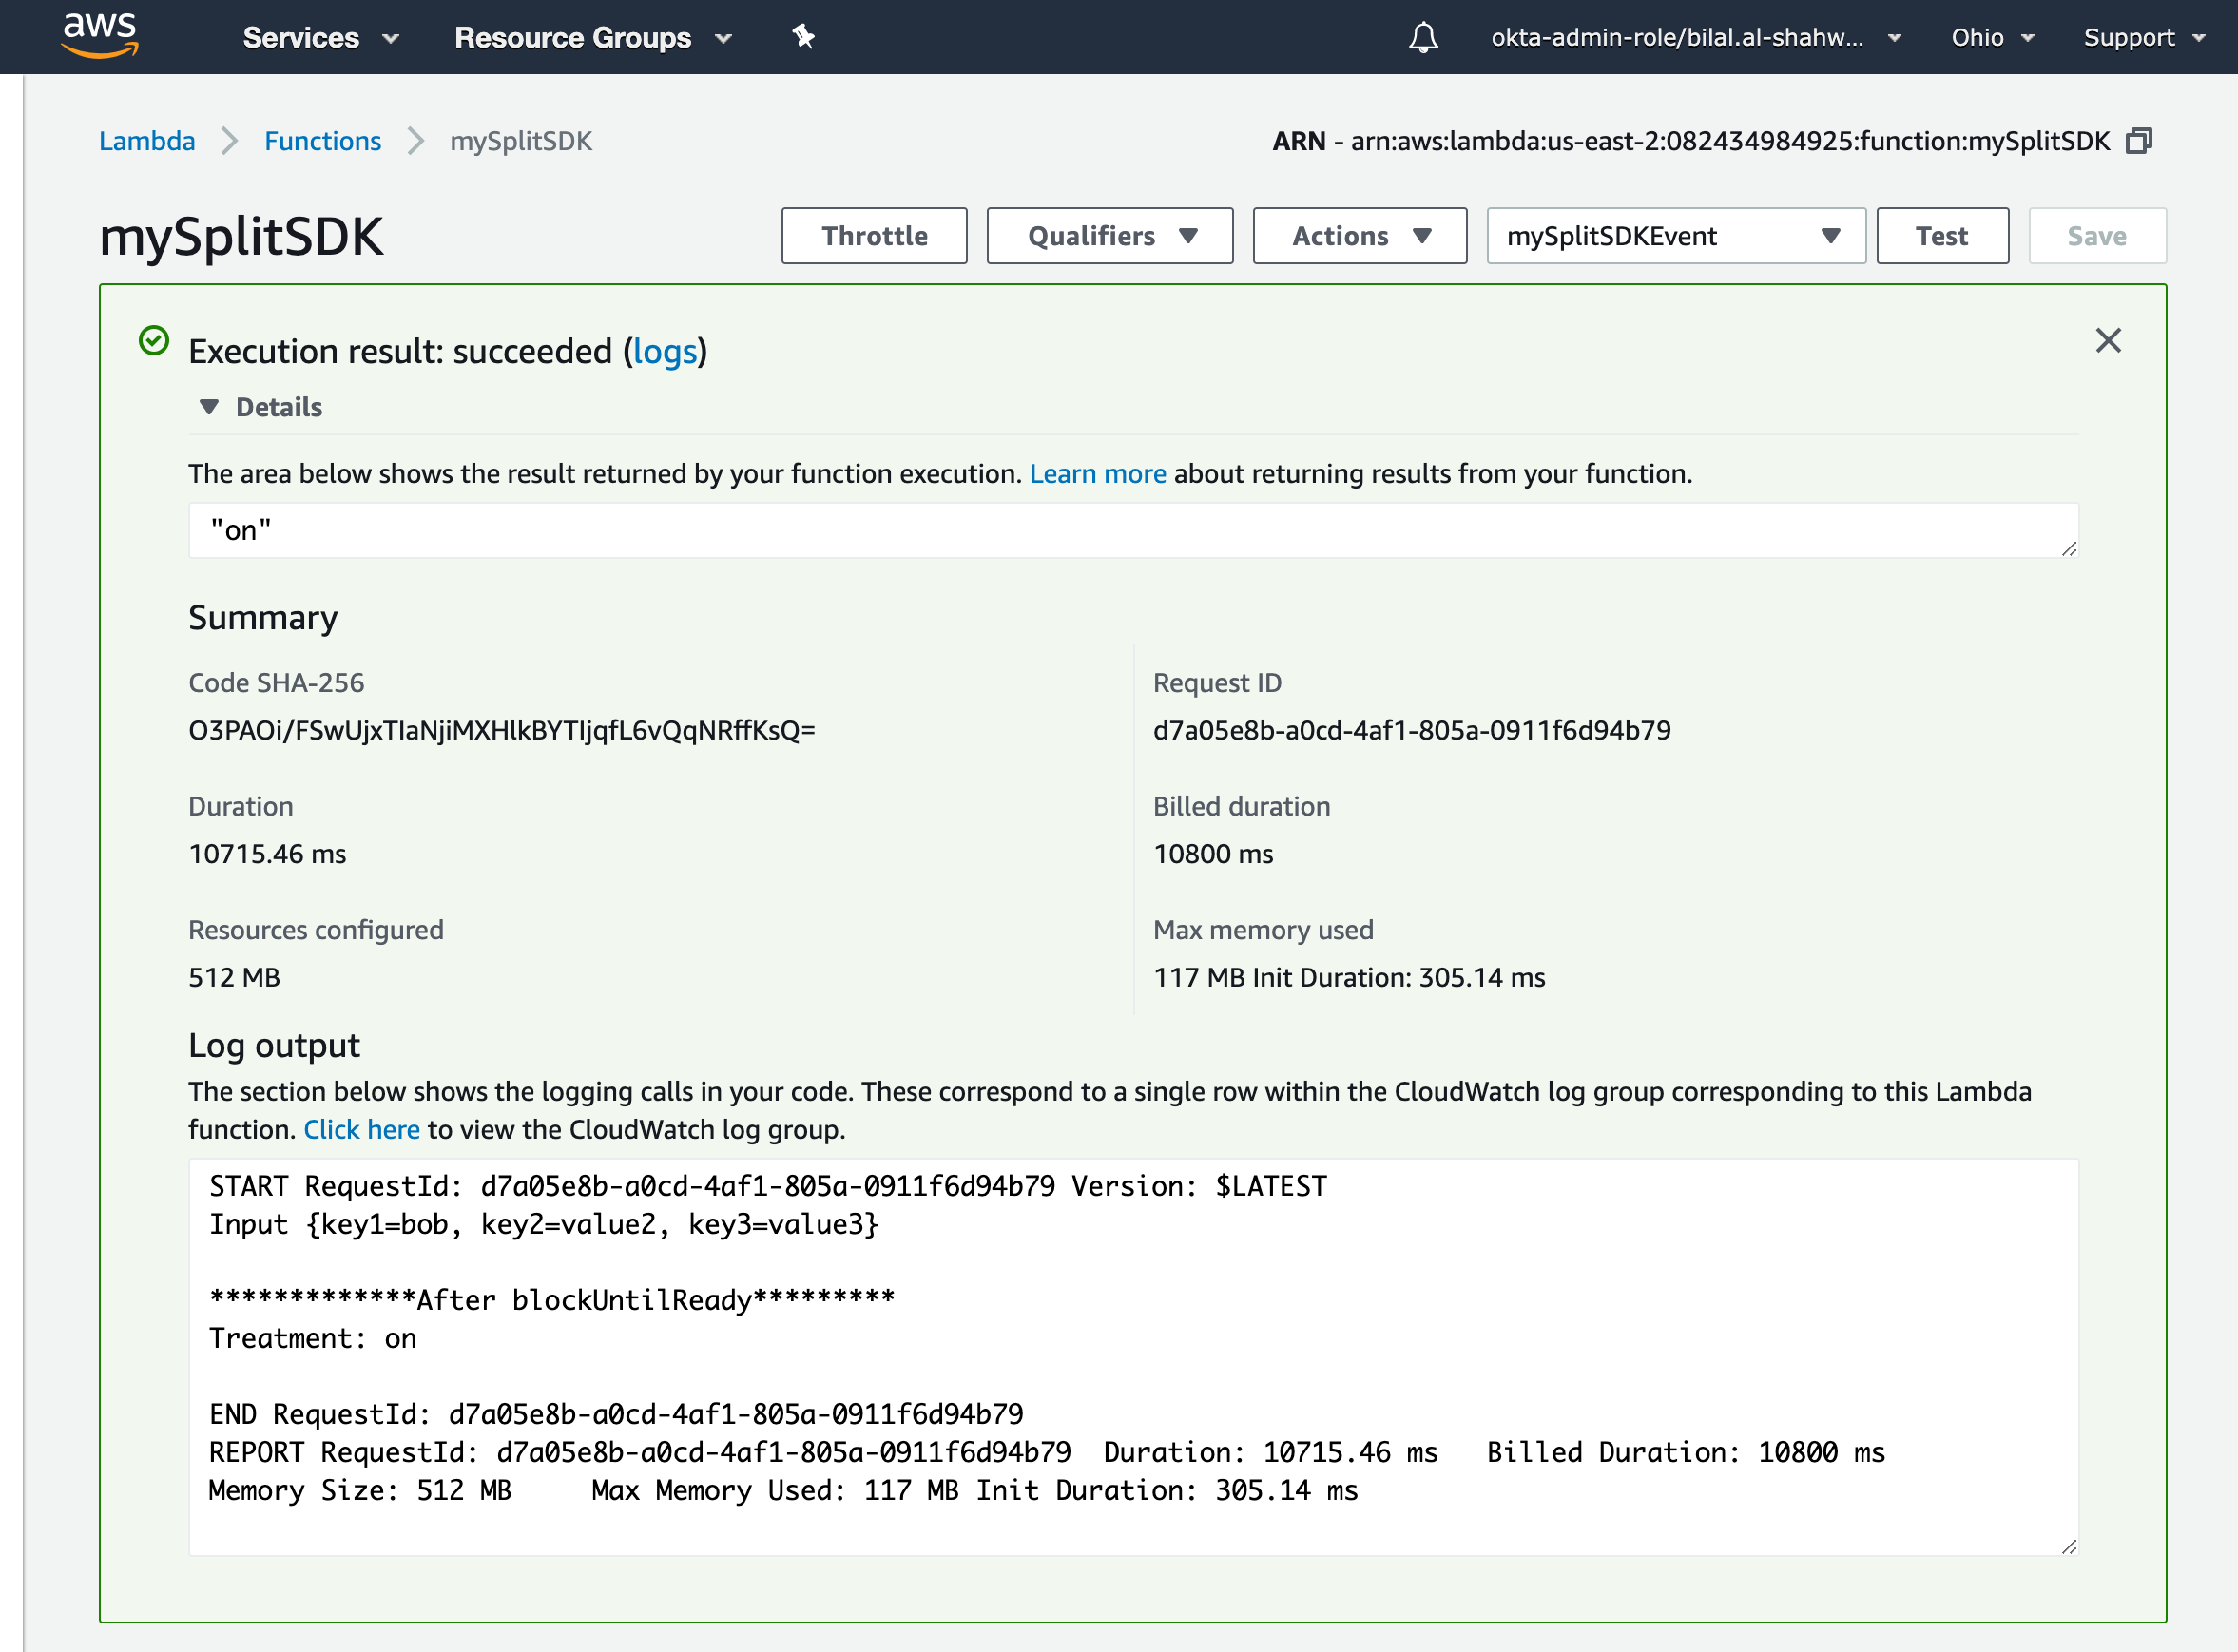 aws Services Resource Groups okta-admin-role/bilal.al-shahw... Ohio Support
Lambda Functions mySplitSDK ARN - arn:aws:lambda:us-east-2:082434984925:function:mySplitSDK
mySplitSDK Throttle Qualifiers Actions mySplitSDKEvent Test Save
Execution result: succeeded (logs)
Details
The area below shows the result returned by your function execution. Learn more about returning results from your function.
"on"
Summary
Code SHA-256 Request ID
O3PAOi/FSwUjxTIaNjiMXHlkBYTIjqfL6vQqNRffKsQ= d7a05e8b-a0cd-4af1-805a-0911f6d94b79
Duration Billed duration
10715.46 ms 10800 ms
Resources configured Max memory used
512 MB 117 MB Init Duration: 305.14 ms
Log output
The section below shows the logging calls in your code. These correspond to a single row within the CloudWatch log group corresponding to this Lambda
function. Click here to view the CloudWatch log group.
START RequestId: d7a05e8b-a0cd-4af1-805a-0911f6d94b79 Version: $LATEST
Input {key1=bob, key2=value2, key3=value3}
*************After blockUntilReady*********
Treatment: on
END RequestId: d7a05e8b-a0cd-4af1-805a-0911f6d94b79
REPORT RequestId: d7a05e8b-a0cd-4af1-805a-0911f6d94b79 Duration: 10715.46 ms Billed Duration: 10800 ms
Memory Size: 512 MB Max Memory Used: 117 MB Init Duration: 305.14 ms